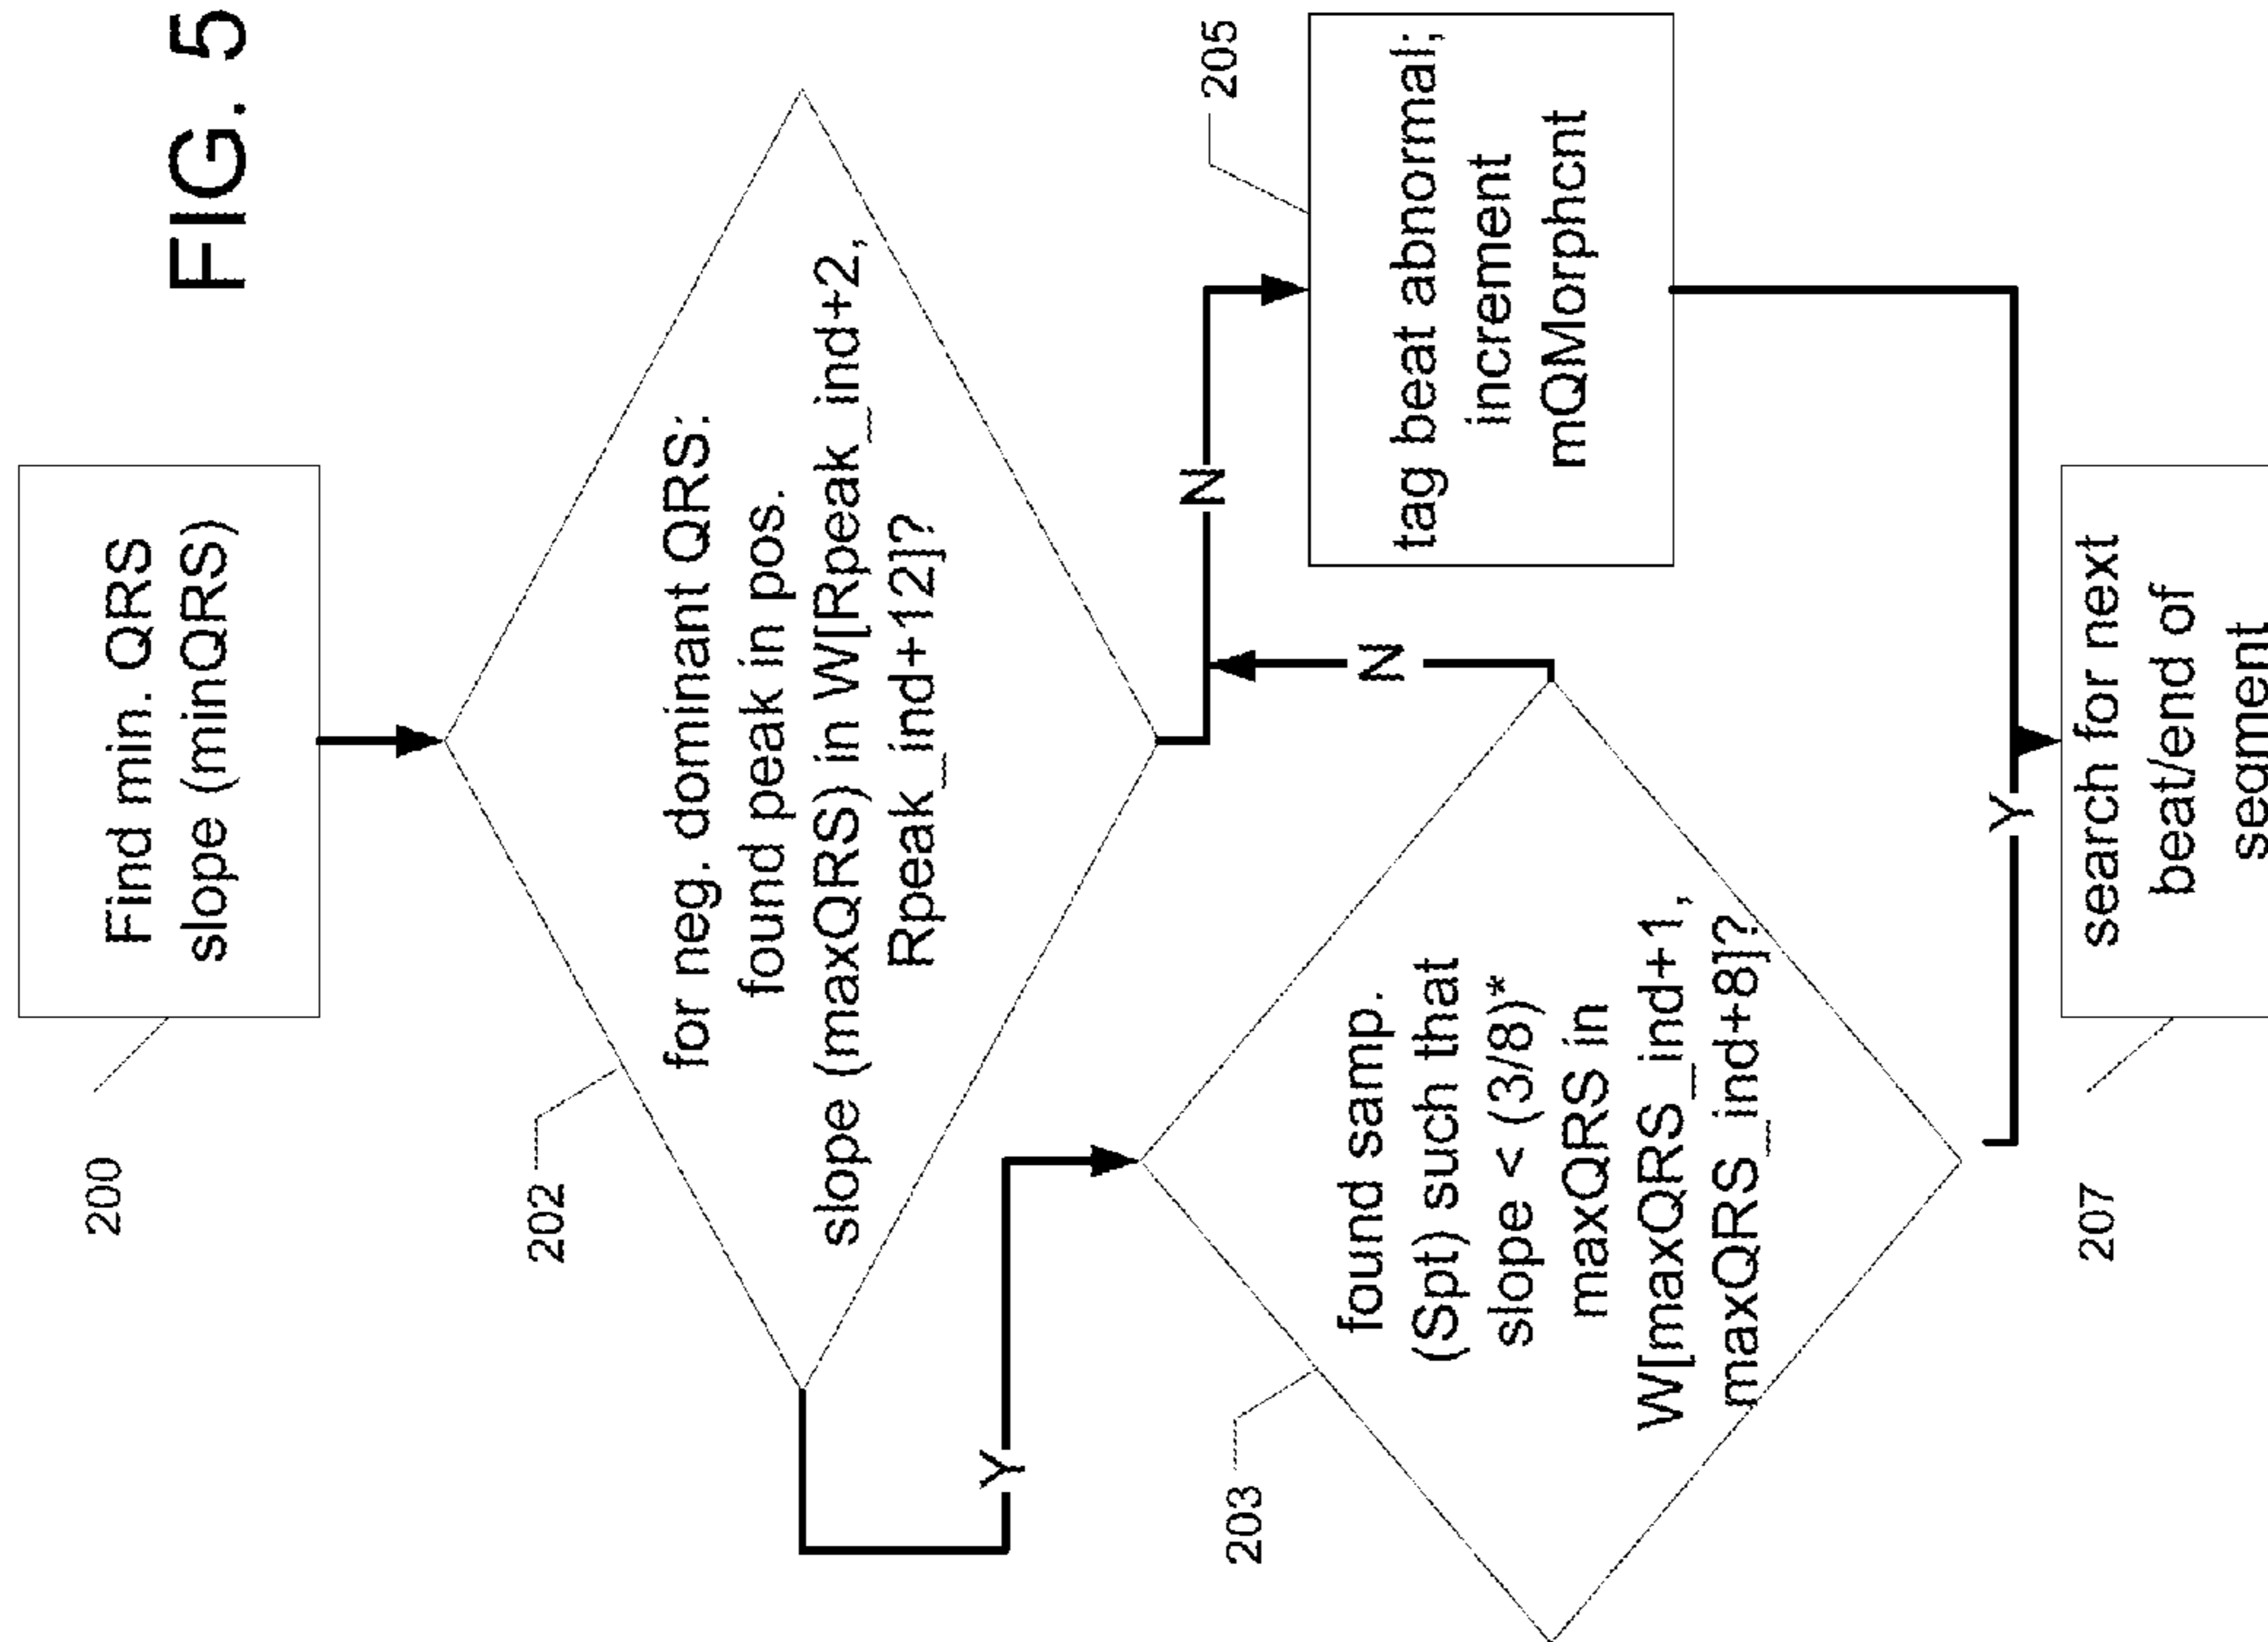 FIG. 5
200
Find min. QRS
slope (minQRS)
202
for neg. dominant QRS:
found peak in pos.
slope (maxQRS) in W[Rpeak_ind+2,
Rpeak_ind+12]?
Y
N
203
found samp.
(Spt) such that
slope < (3/8)*
maxQRS in
W[maxQRS_ind+1,
maxQRS_ind+8]?
N
Y
205
tag beat abnormal;
increment
mQMorphcnt
207
search for next
beat/end of
segment